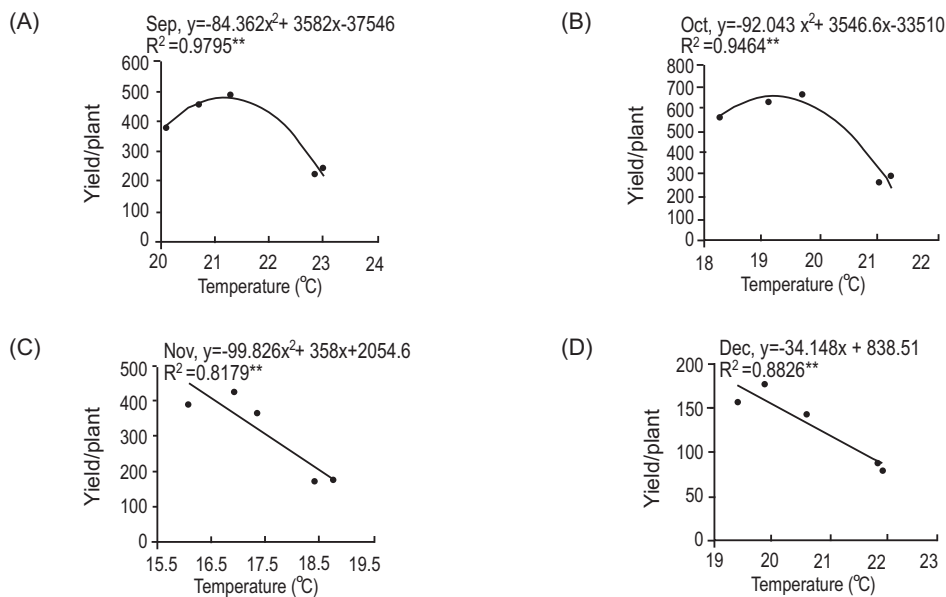 (A)
Sep, y=-84.362x²+ 3582x-37546
R² =0.9795**
600
500
400
300
200
100
0
20 21 22 23 24
Yield/plant
Temperature (°C)
(B)
Oct, y=-92.043 x²+ 3546.6x-33510
R² =0.9464**
800
700
600
500
400
300
200
100
0
18 19 20 21 22
Yield/plant
Temperature (°C)
(C)
Nov, y=-99.826x²+ 358x+2054.6
R² =0.8179**
500
400
300
200
100
0
15.5 16.5 17.5 18.5 19.5
Yield/plant
Temperature (°C)
(D)
Dec, y=-34.148x + 838.51
R² =0.8826**
200
150
100
50
0
19 20 21 22 23
Yield/plant
Temperature (°C)